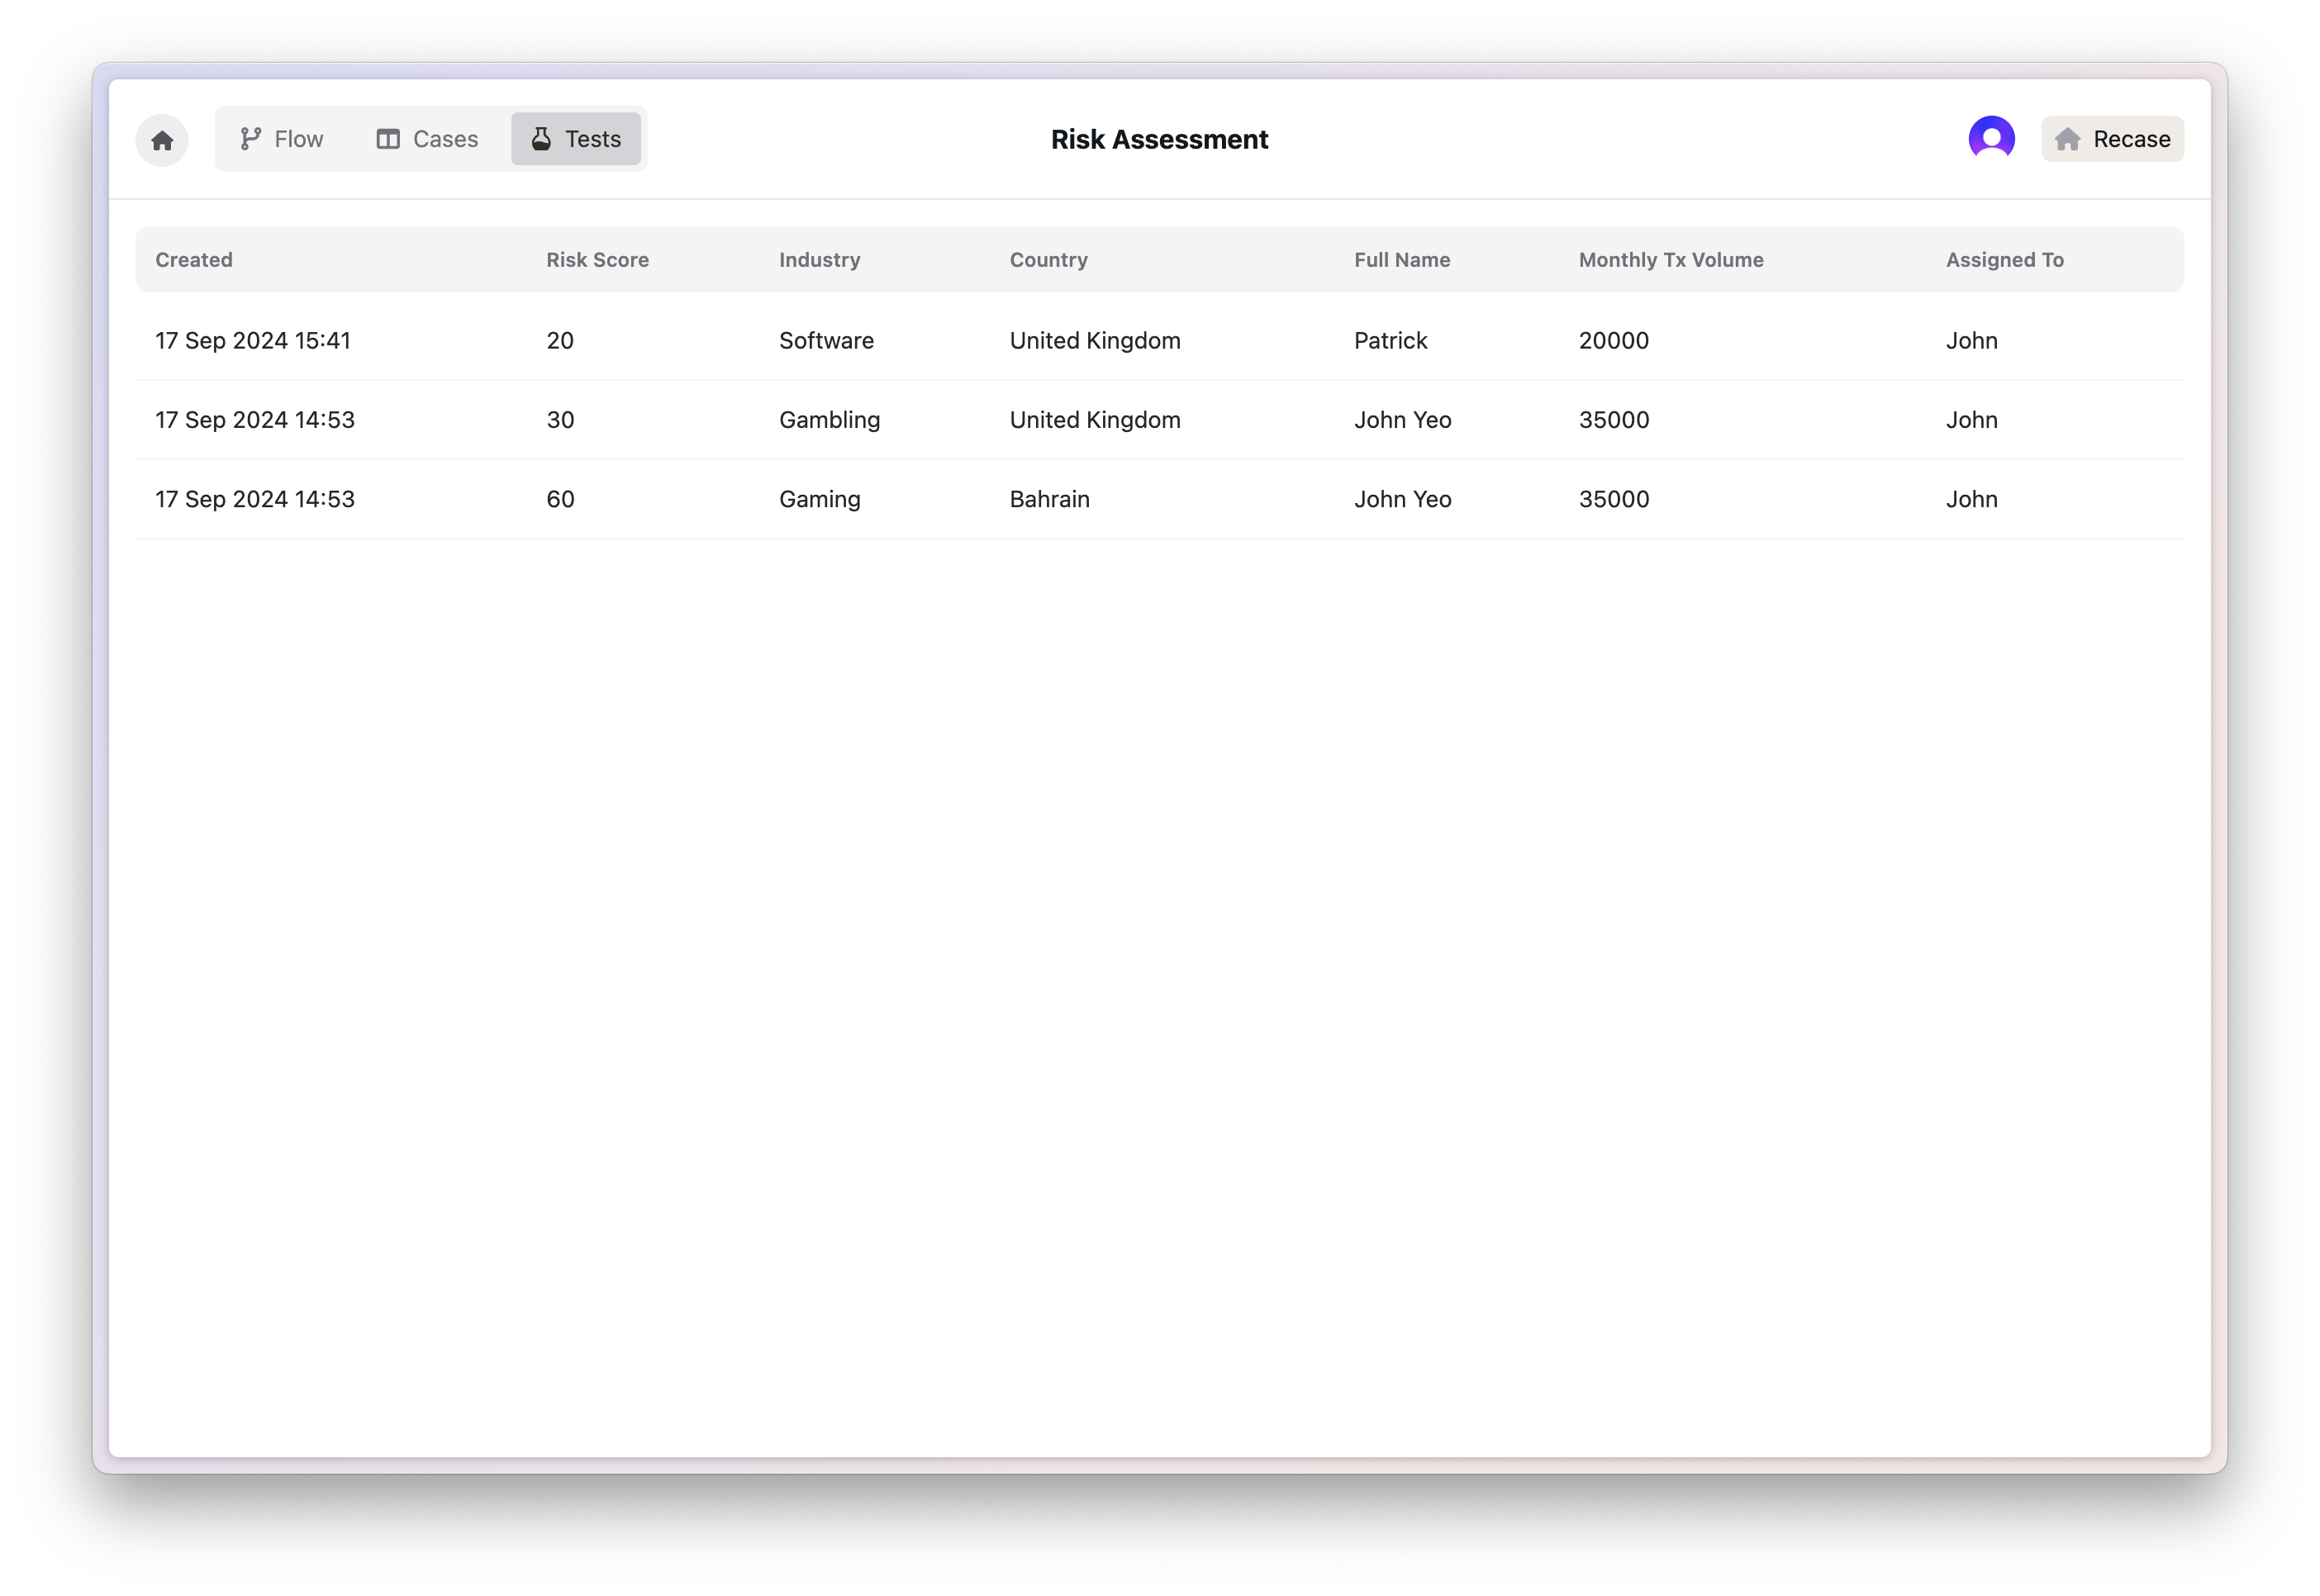 Flow Cases Tests Risk Assessment Recase
Created Risk Score Industry Country Full Name Monthly Tx Volume Assigned To
17 Sep 2024 15:41 20 Software United Kingdom Patrick 20000 John
17 Sep 2024 14:53 30 Gambling United Kingdom John Yeo 35000 John
17 Sep 2024 14:53 60 Gaming Bahrain John Yeo 35000 John